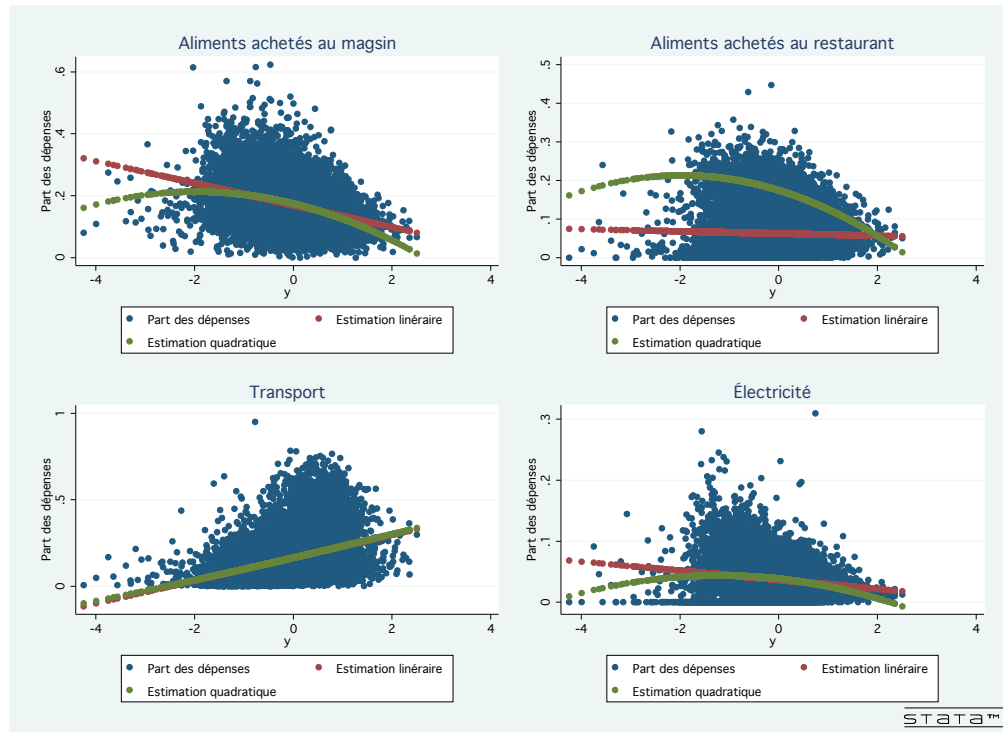 Aliments achetés au magsin
Part des dépenses
0 .2 .4 .6
-4 -2 0 2 4
y
Part des dépenses
Estimation linéraire
Estimation quadratique
Aliments achetés au restaurant
Part des dépenses
0 .1 .2 .3 .4 .5
-4 -2 0 2 4
y
Part des dépenses
Estimation linéraire
Estimation quadratique
Transport
Part des dépenses
0 .5 1
-4 -2 0 2 4
y
Part des dépenses
Estimation linéraire
Estimation quadratique
Électricité
Part des dépenses
0 .1 .2 .3
-4 -2 0 2 4
y
Part des dépenses
Estimation linéraire
Estimation quadratique
STATA™